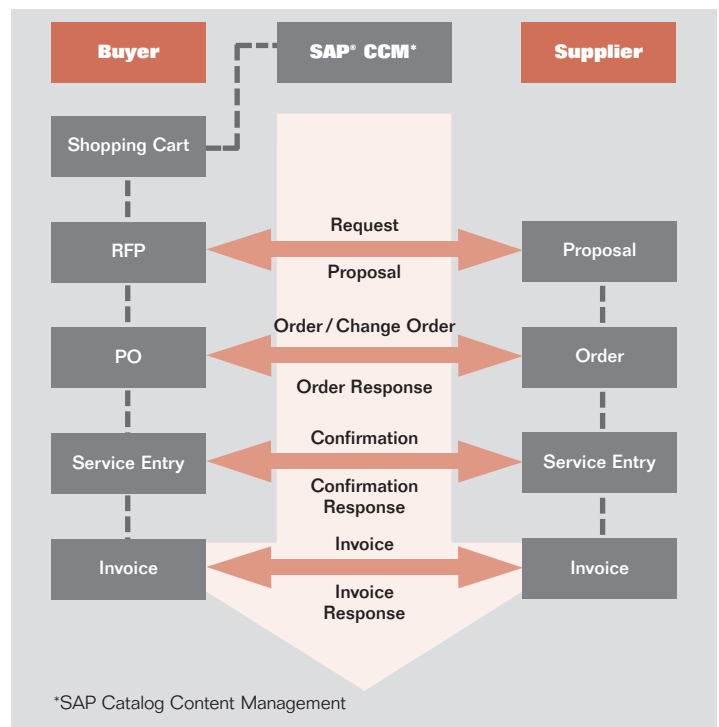 Buyer
SAP® CCM*
Supplier
Shopping Cart
Request
RFP
Proposal
Proposal
Order/Change Order
PO
Order
Order Response
Confirmation
Service Entry
Service Entry
Confirmation
Response
Invoice
Invoice
Invoice
Invoice
Response
*SAP Catalog Content Management